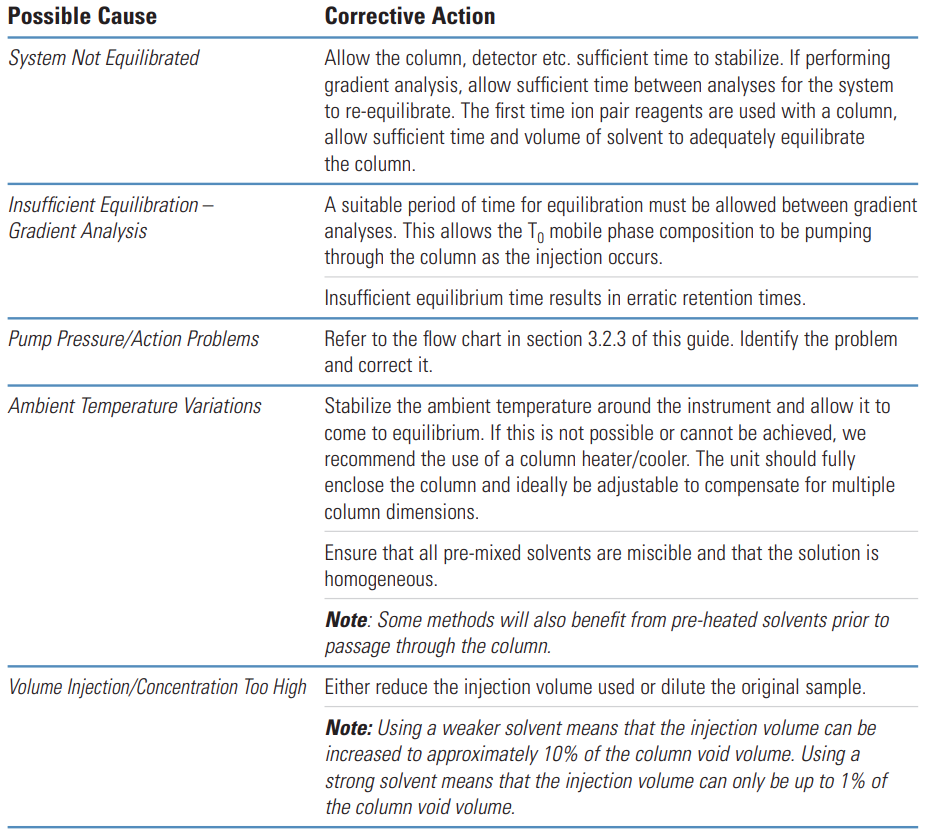 Possible Cause
Corrective Action
System Not Equilibrated
Allow the column, detector etc. sufficient time to stabilize. If performing
gradient analysis, allow sufficient time between analyses for the system
to re-equilibrate. The first time ion pair reagents are used with a column,
allow sufficient time and volume of solvent to adequately equilibrate
the column.
Insufficient Equilibration –
Gradient Analysis
A suitable period of time for equilibration must be allowed between gradient
analyses. This allows the T0 mobile phase composition to be pumping
through the column as the injection occurs.
Insufficient equilibrium time results in erratic retention times.
Pump Pressure/Action Problems
Refer to the flow chart in section 3.2.3 of this guide. Identify the problem
and correct it.
Ambient Temperature Variations
Stabilize the ambient temperature around the instrument and allow it to
come to equilibrium. If this is not possible or cannot be achieved, we
recommend the use of a column heater/cooler. The unit should fully
enclose the column and ideally be adjustable to compensate for multiple
column dimensions.
Ensure that all pre-mixed solvents are miscible and that the solution is
homogeneous.
Note: Some methods will also benefit from pre-heated solvents prior to
passage through the column.
Volume Injection/Concentration Too High
Either reduce the injection volume used or dilute the original sample.
Note: Using a weaker solvent means that the injection volume can be
increased to approximately 10% of the column void volume. Using a
strong solvent means that the injection volume can only be up to 1% of
the column void volume.